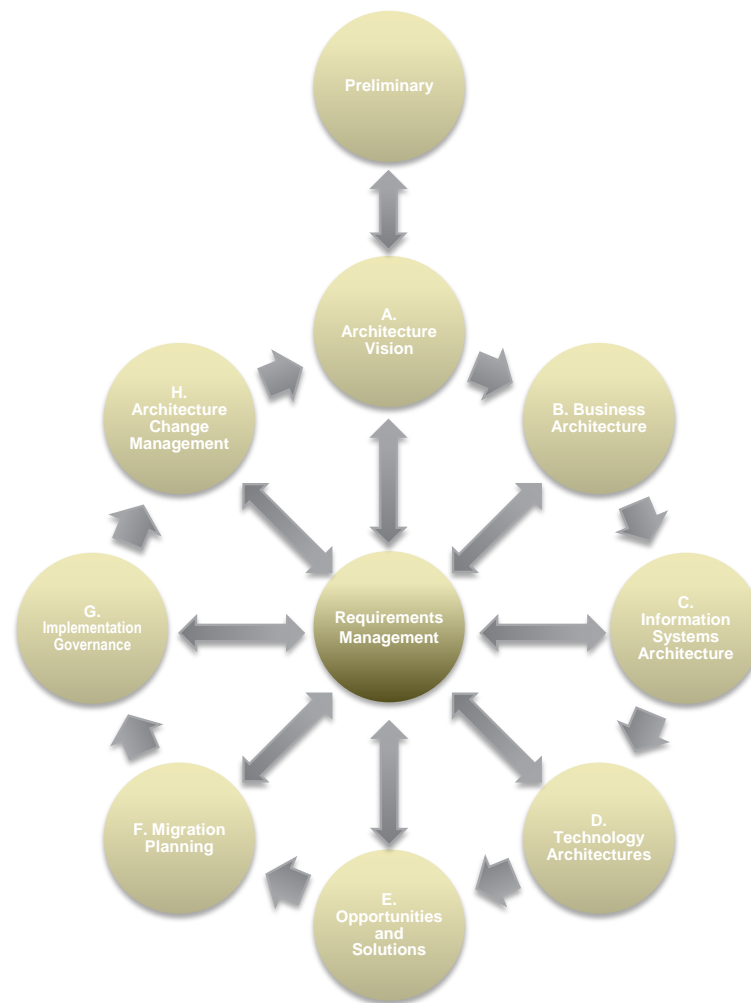 Preliminary
A.
Architecture
Vision
H.
Architecture
Change
Management
B. Business
Architecture
G.
Implementation
Governance
Requirements
Management
C.
Information
Systems
Architecture
F. Migration
Planning
D.
Technology
Architectures
E.
Opportunities
and
Solutions